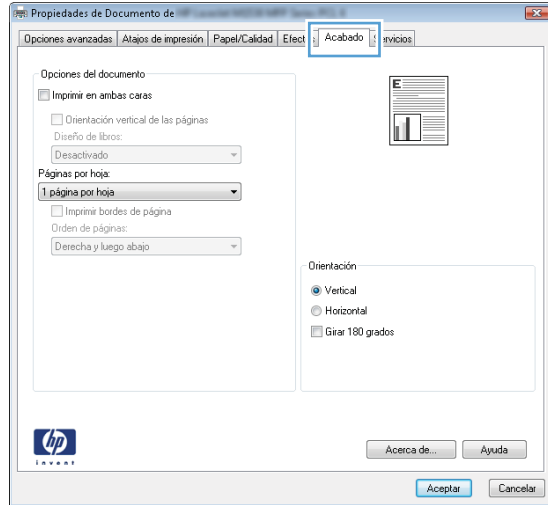 Propiedades de Documento de
Opciones avanzadas Atajos de impresión Papel/Calidad Acabado
Opciones del documento
Imprimir en ambas caras
Orientación vertical de las páginas
Diseño de libros:
Desactivado
Páginas por hoja:
1 página por hoja
Imprimir bordes de página
Orden de páginas:
Derecha y luego abajo
E
Orientación
Vertical
Horizontal
Girar 180 grados
hp
invent
Acerca de... Ayuda
Aceptar Cancelar